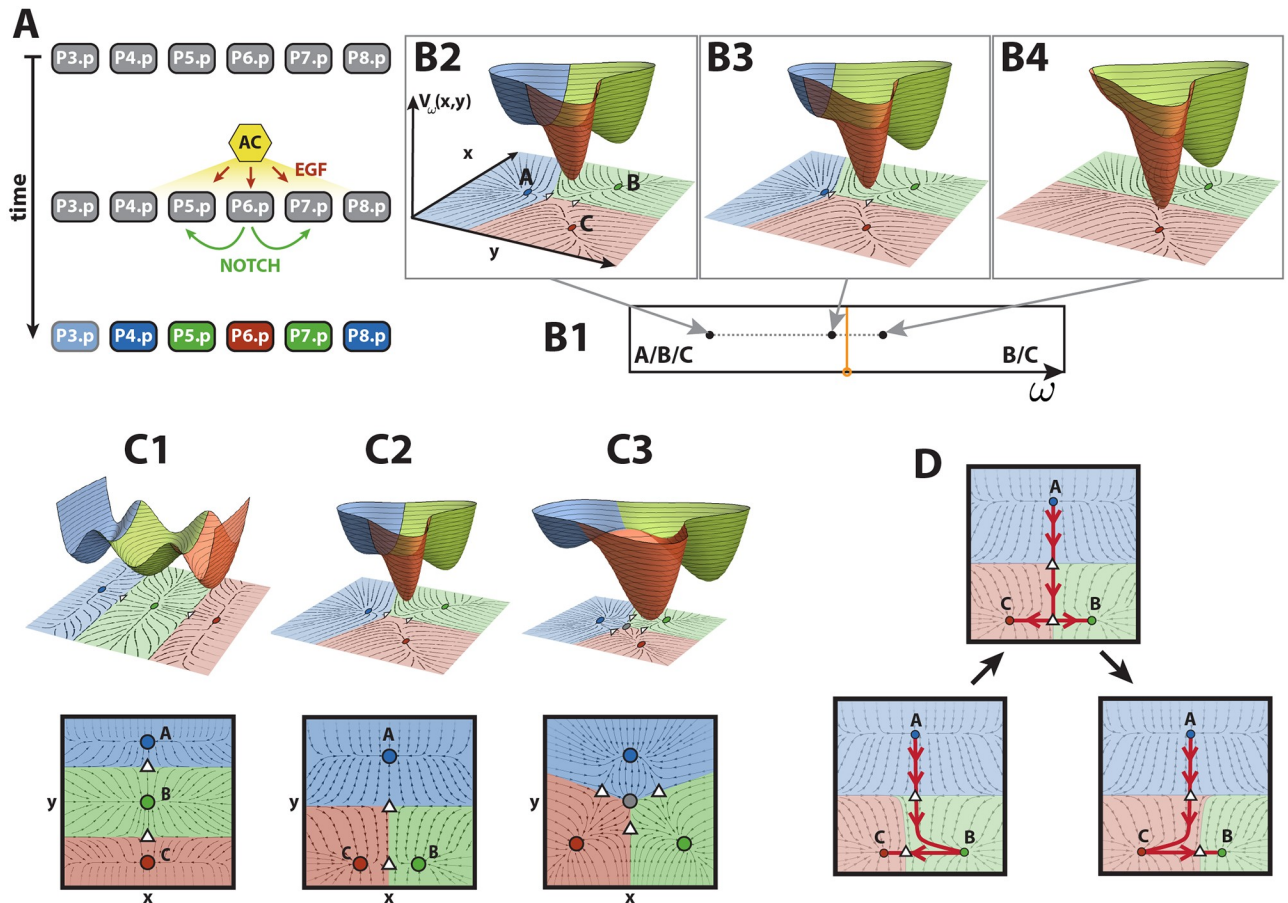 A
P3.p P4.p P5.p P6.p P7.p P8.p
time
AC
EGF
P3.p P4.p P5.p P6.p P7.p P8.p
NOTCH
P3.p P4.p P5.p P6.p P7.p P8.p
B2
Vω(x,y)
x
A
B
C
y
B3
B4
B1
A/B/C
B/C
ω
C1
C2
C3
A
B
C
y
x
A
C
B
y
x
y
x
D
A
C
B
A
C
B
A
C
B